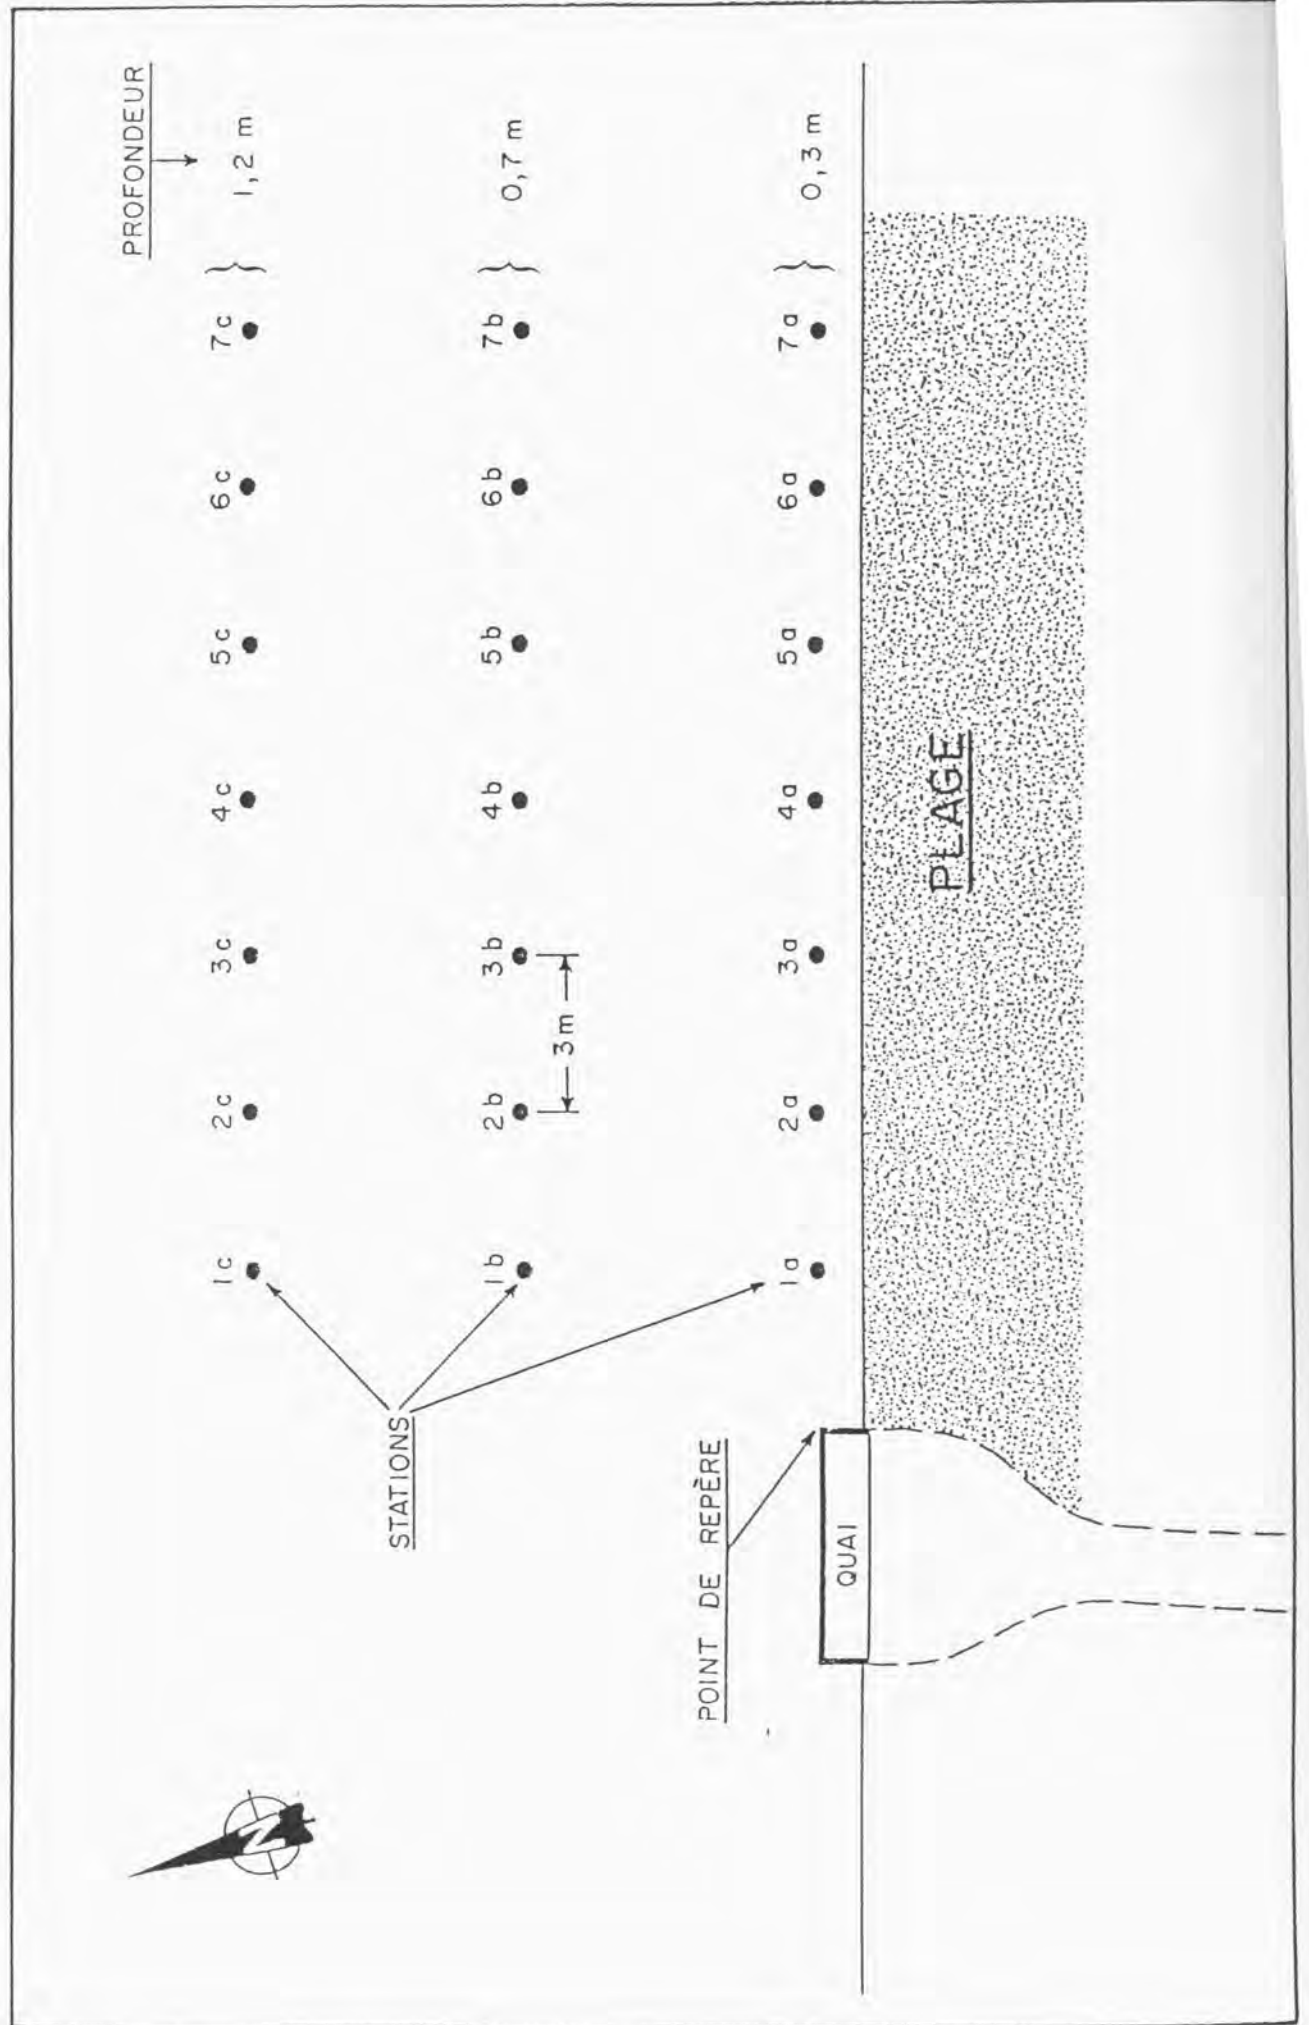 PROFONDEUR
1c 2c 3c 4c 5c 6c 7c } 1,2 m
1b 2b 3b 4b 5b 6b 7b } 0,7 m
3m
1a 2a 3a 4a 5a 6a 7a } 0,3 m
STATIONS
POINT DE REPÈRE
QUAI
PLAGE
N